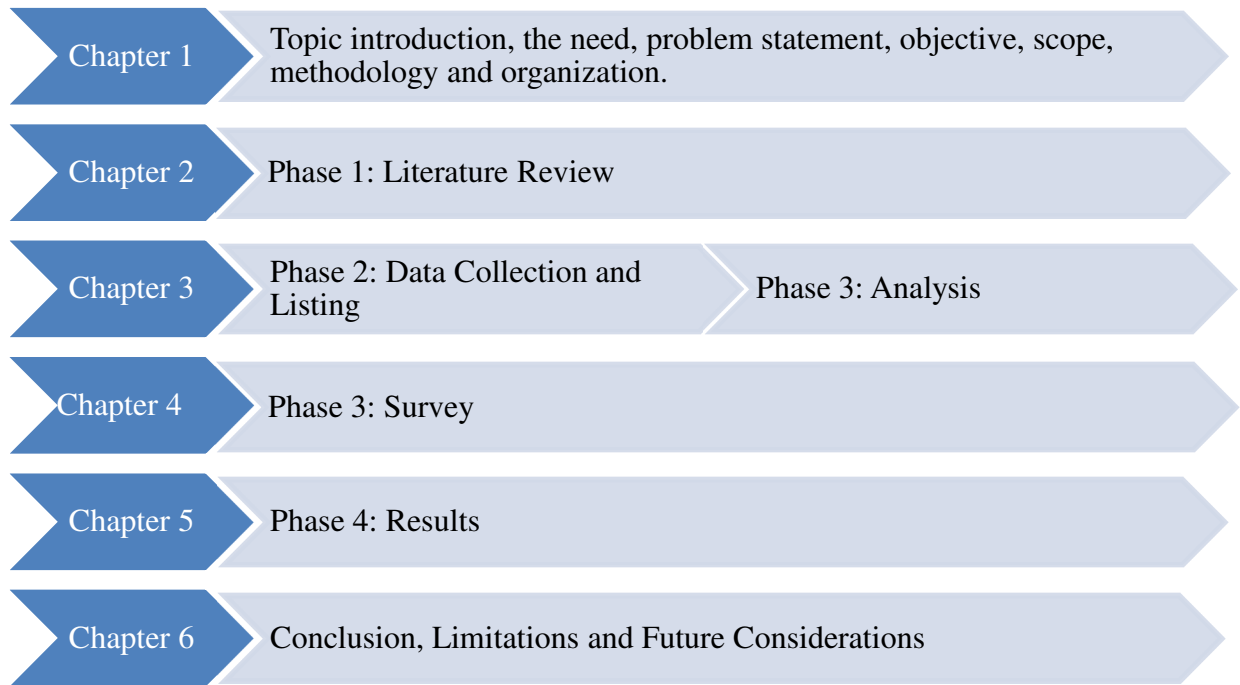 Chapter 1
Topic introduction, the need, problem statement, objective, scope,
methodology and organization.
Chapter 2
Phase 1: Literature Review
Chapter 3
Phase 2: Data Collection and
Listing
Phase 3: Analysis
Chapter 4
Phase 3: Survey
Chapter 5
Phase 4: Results
Chapter 6
Conclusion, Limitations and Future Considerations